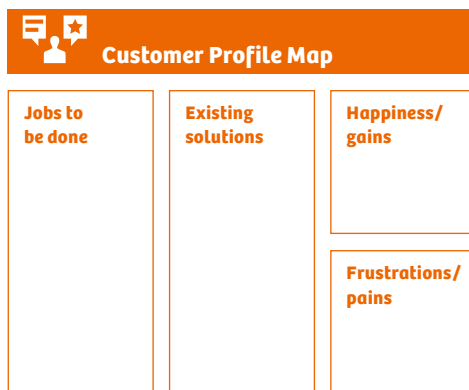 Customer Profile Map
Jobs to
be done
Existing
solutions
Happiness/
gains
Frustrations/
pains